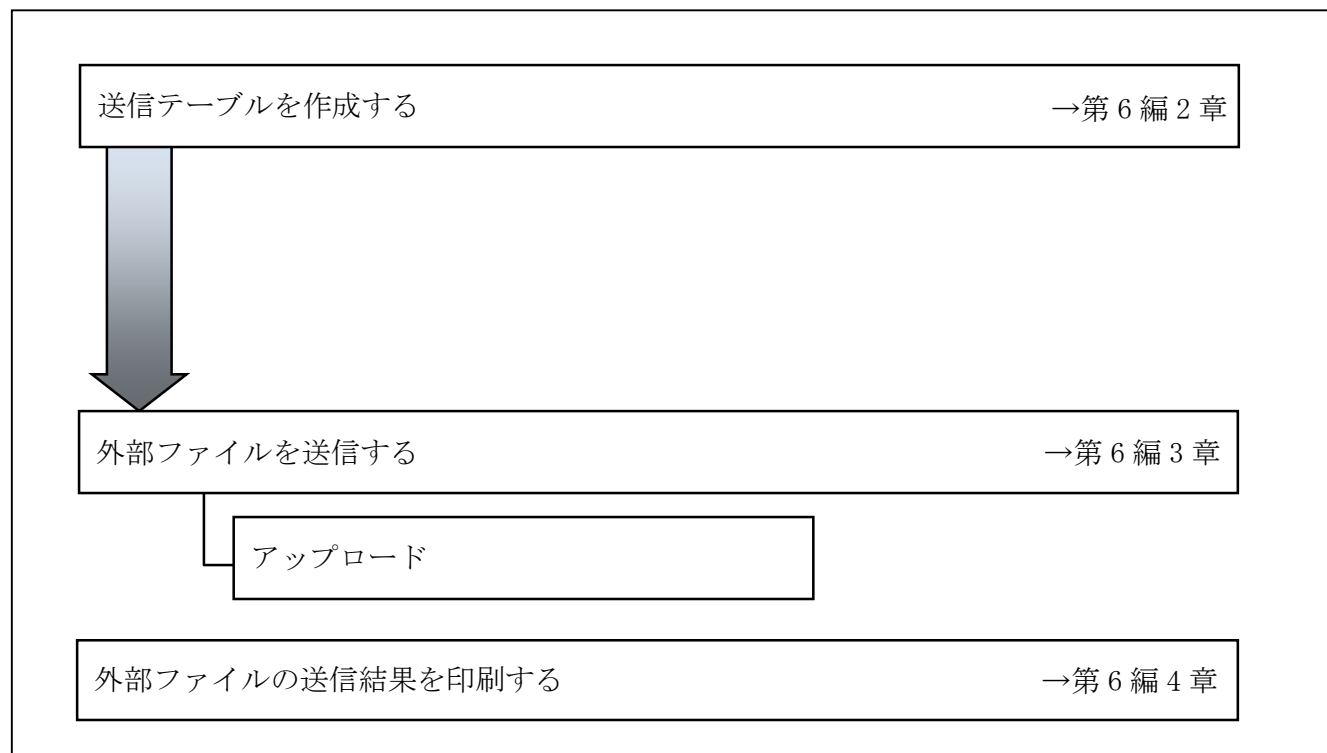 送信テーブルを作成する →第6編2章
外部ファイルを送信する →第6編3章
アップロード
外部ファイルの送信結果を印刷する →第6編4章